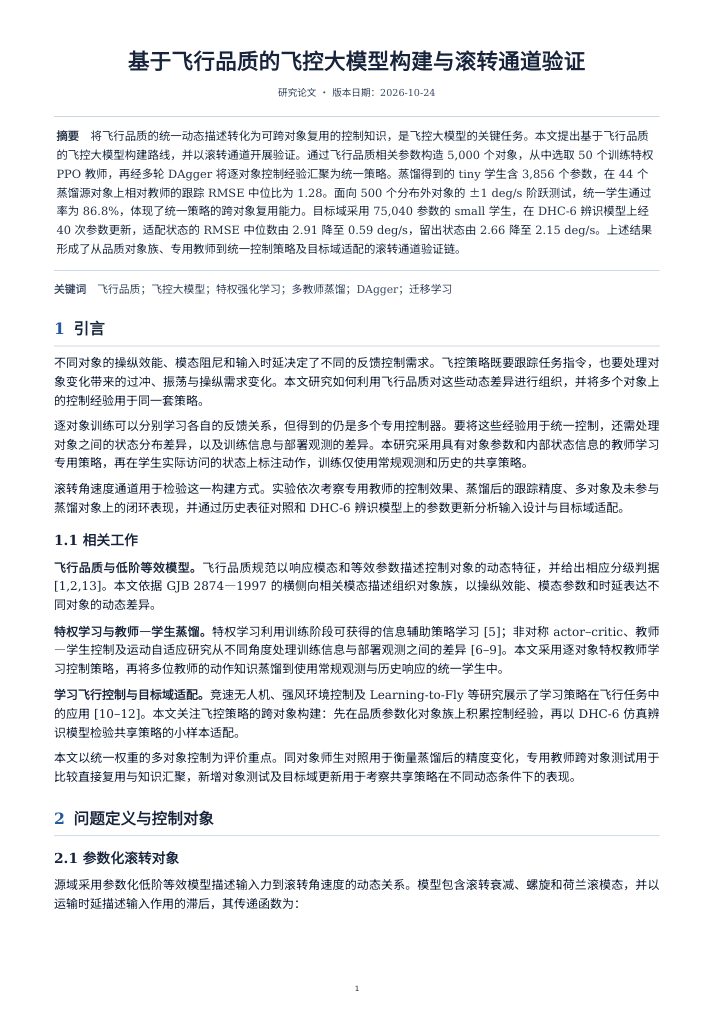 基于飞行品质的飞控大模型构建与滚转通道验证
研究论文 · 版本日期：2026-10-24
摘要 将飞行品质的统一动态描述转化为可跨对象复用的控制知识，是飞控大模型的关键任务。本文提出基于飞行品质
的飞控大模型构建路线，并以滚转通道开展验证。通过飞行品质相关参数构造 5,000 个对象，从中选取 50 个训练特权
PPO 教师，再经多轮 DAgger 将逐对象控制经验汇聚为统一策略。蒸馏得到的 tiny 学生含 3,856 个参数，在 44 个
蒸馏源对象上相对教师的跟踪 RMSE 中位比为 1.28。面向 500 个分布外对象的 ±1 deg/s 阶跃测试，统一学生通过
率为 86.8%，体现了统一策略的跨对象复用能力。目标域采用 75,040 参数的 small 学生，在 DHC-6 辨识模型上经
40 次参数更新，适配状态的 RMSE 中位数由 2.91 降至 0.59 deg/s，留出状态由 2.66 降至 2.15 deg/s。上述结果
形成了从品质对象族、专用教师到统一控制策略及目标域适配的滚转通道验证链。
关键词 飞行品质；飞控大模型；特权强化学习；多教师蒸馏；DAgger；迁移学习
1 引言
不同对象的操纵效能、模态阻尼和输入时延决定了不同的反馈控制需求。飞控策略既要跟踪任务指令，也要处理对
象变化带来的过冲、振荡与操纵需求变化。本文研究如何利用飞行品质对这些动态差异进行组织，并将多个对象上
的控制经验用于同一套策略。
逐对象训练可以分别学习各自的反馈关系，但得到的仍是多个专用控制器。要将这些经验用于统一控制，还需处理
对象之间的状态分布差异，以及训练信息与部署观测的差异。本研究采用具有对象参数和内部状态信息的教师学习
专用策略，再在学生实际访问的状态上标注动作，训练仅使用常规观测和历史的共享策略。
滚转角速度通道用于检验这一构建方式。实验依次考察专用教师的控制效果、蒸馏后的跟踪精度、多对象及未参与
蒸馏对象上的闭环表现，并通过历史表征对照和 DHC-6 辨识模型上的参数更新分析输入设计与目标域适配。
1.1 相关工作
飞行品质与低阶等效模型。飞行品质规范以响应模态和等效参数描述控制对象的动态特征，并给出相应分级判据
[1,2,13]。本文依据 GJB 2874—1997 的横侧向相关模态描述组织对象族，以操纵效能、模态参数和时延表达不
同对象的动态差异。
特权学习与教师—学生蒸馏。特权学习利用训练阶段可获得的信息辅助策略学习 [5]；非对称 actor–critic、教师
—学生控制及运动自适应研究从不同角度处理训练信息与部署观测之间的差异 [6–9]。本文采用逐对象特权教师学
习控制策略，再将多位教师的动作知识蒸馏到使用常规观测与历史响应的统一学生中。
学习飞行控制与目标域适配。竞速无人机、强风环境控制及 Learning-to-Fly 等研究展示了学习策略在飞行任务中
的应用 [10–12]。本文关注飞控策略的跨对象构建：先在品质参数化对象族上积累控制经验，再以 DHC-6 仿真辨
识模型检验共享策略的小样本适配。
本文以统一权重的多对象控制为评价重点。同对象师生对照用于衡量蒸馏后的精度变化，专用教师跨对象测试用于
比较直接复用与知识汇聚，新增对象测试及目标域更新用于考察共享策略在不同动态条件下的表现。
2 问题定义与控制对象
2.1 参数化滚转对象
源域采用参数化低阶等效模型描述输入力到滚转角速度的动态关系。模型包含滚转衰减、螺旋和荷兰滚模态，并以
运输时延描述输入作用的滞后，其传递函数为：
1